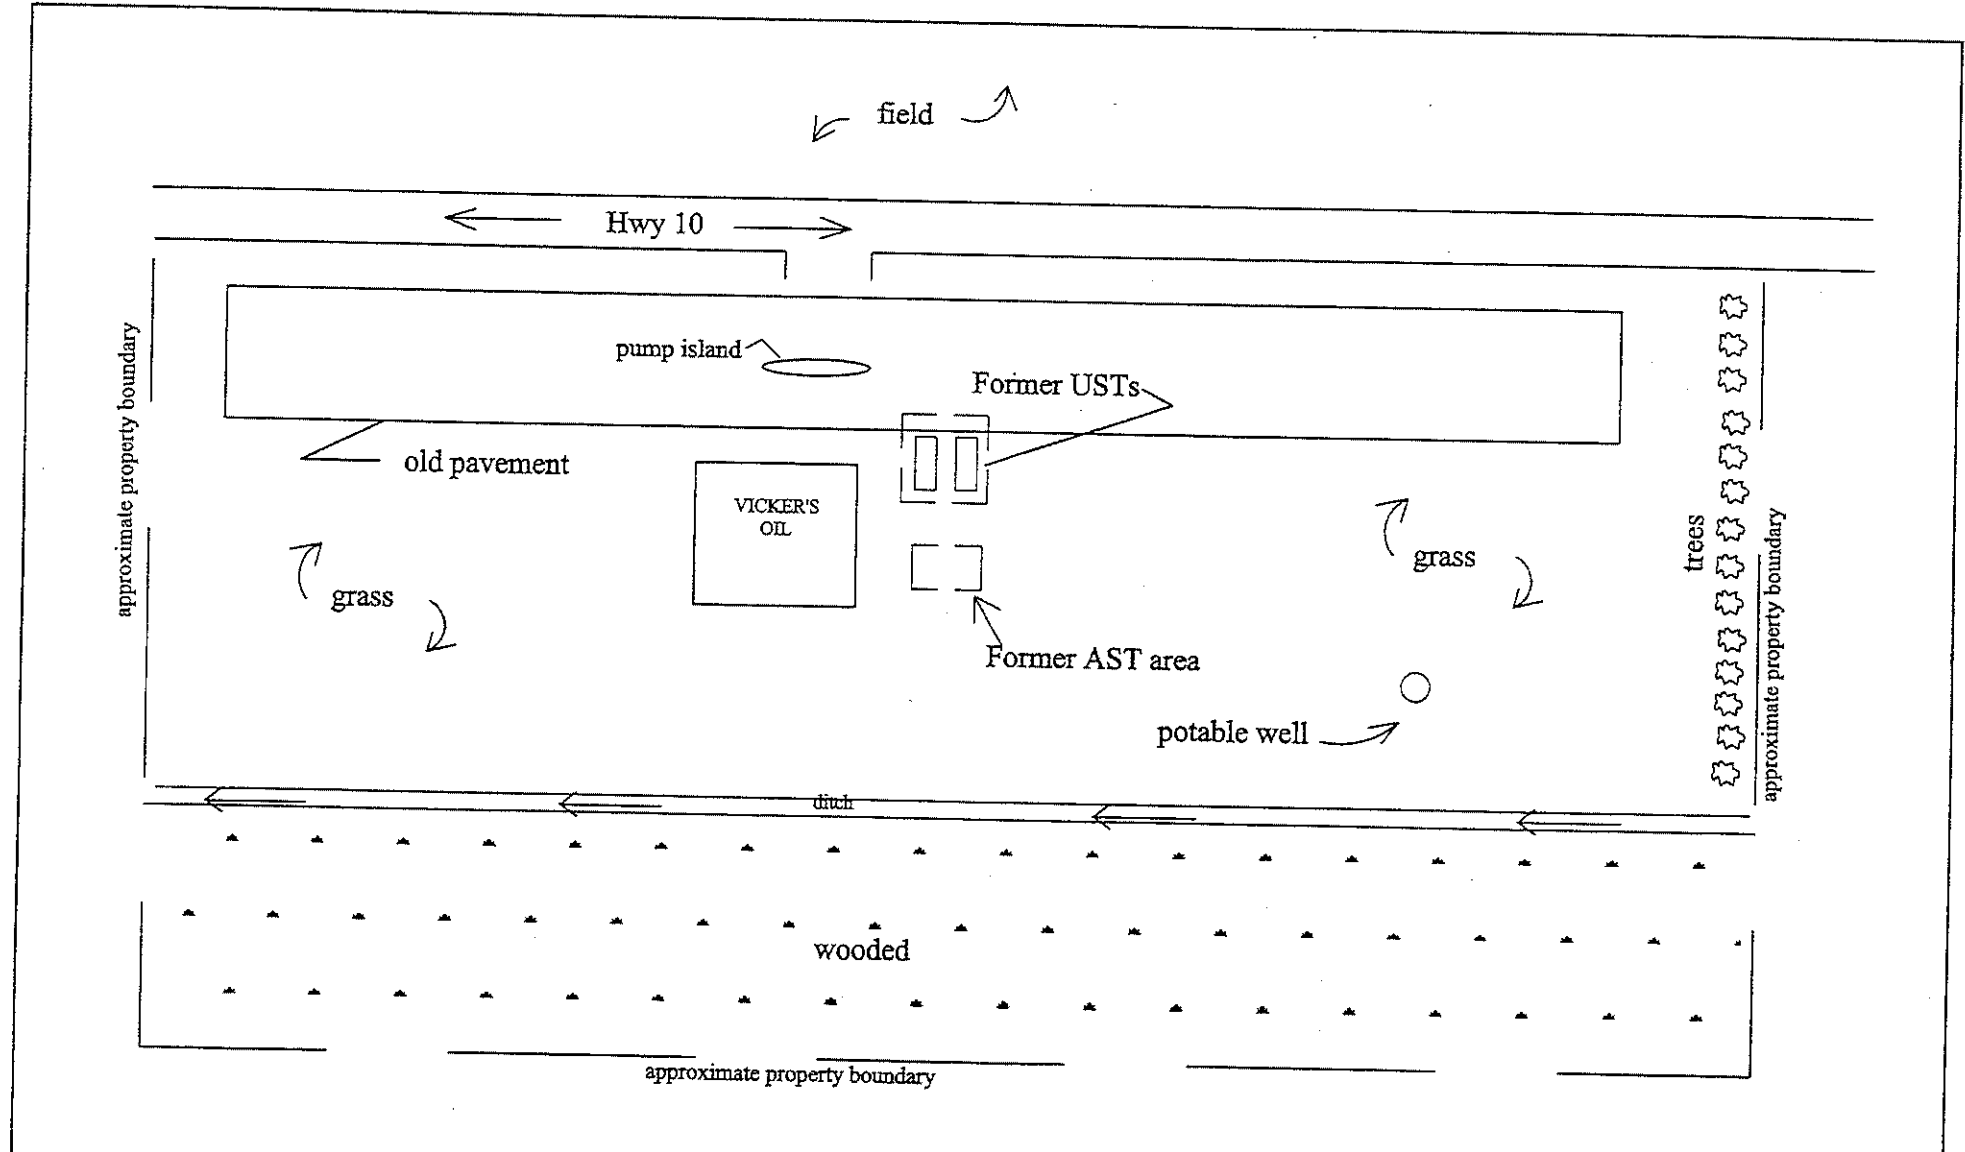 field
Hwy 10
pump island
Former USTs
old pavement
VICKER'S
OIL
approximate property boundary
grass
grass
trees
approximate property boundary
Former AST area
potable well
ditch
wooded
approximate property boundary